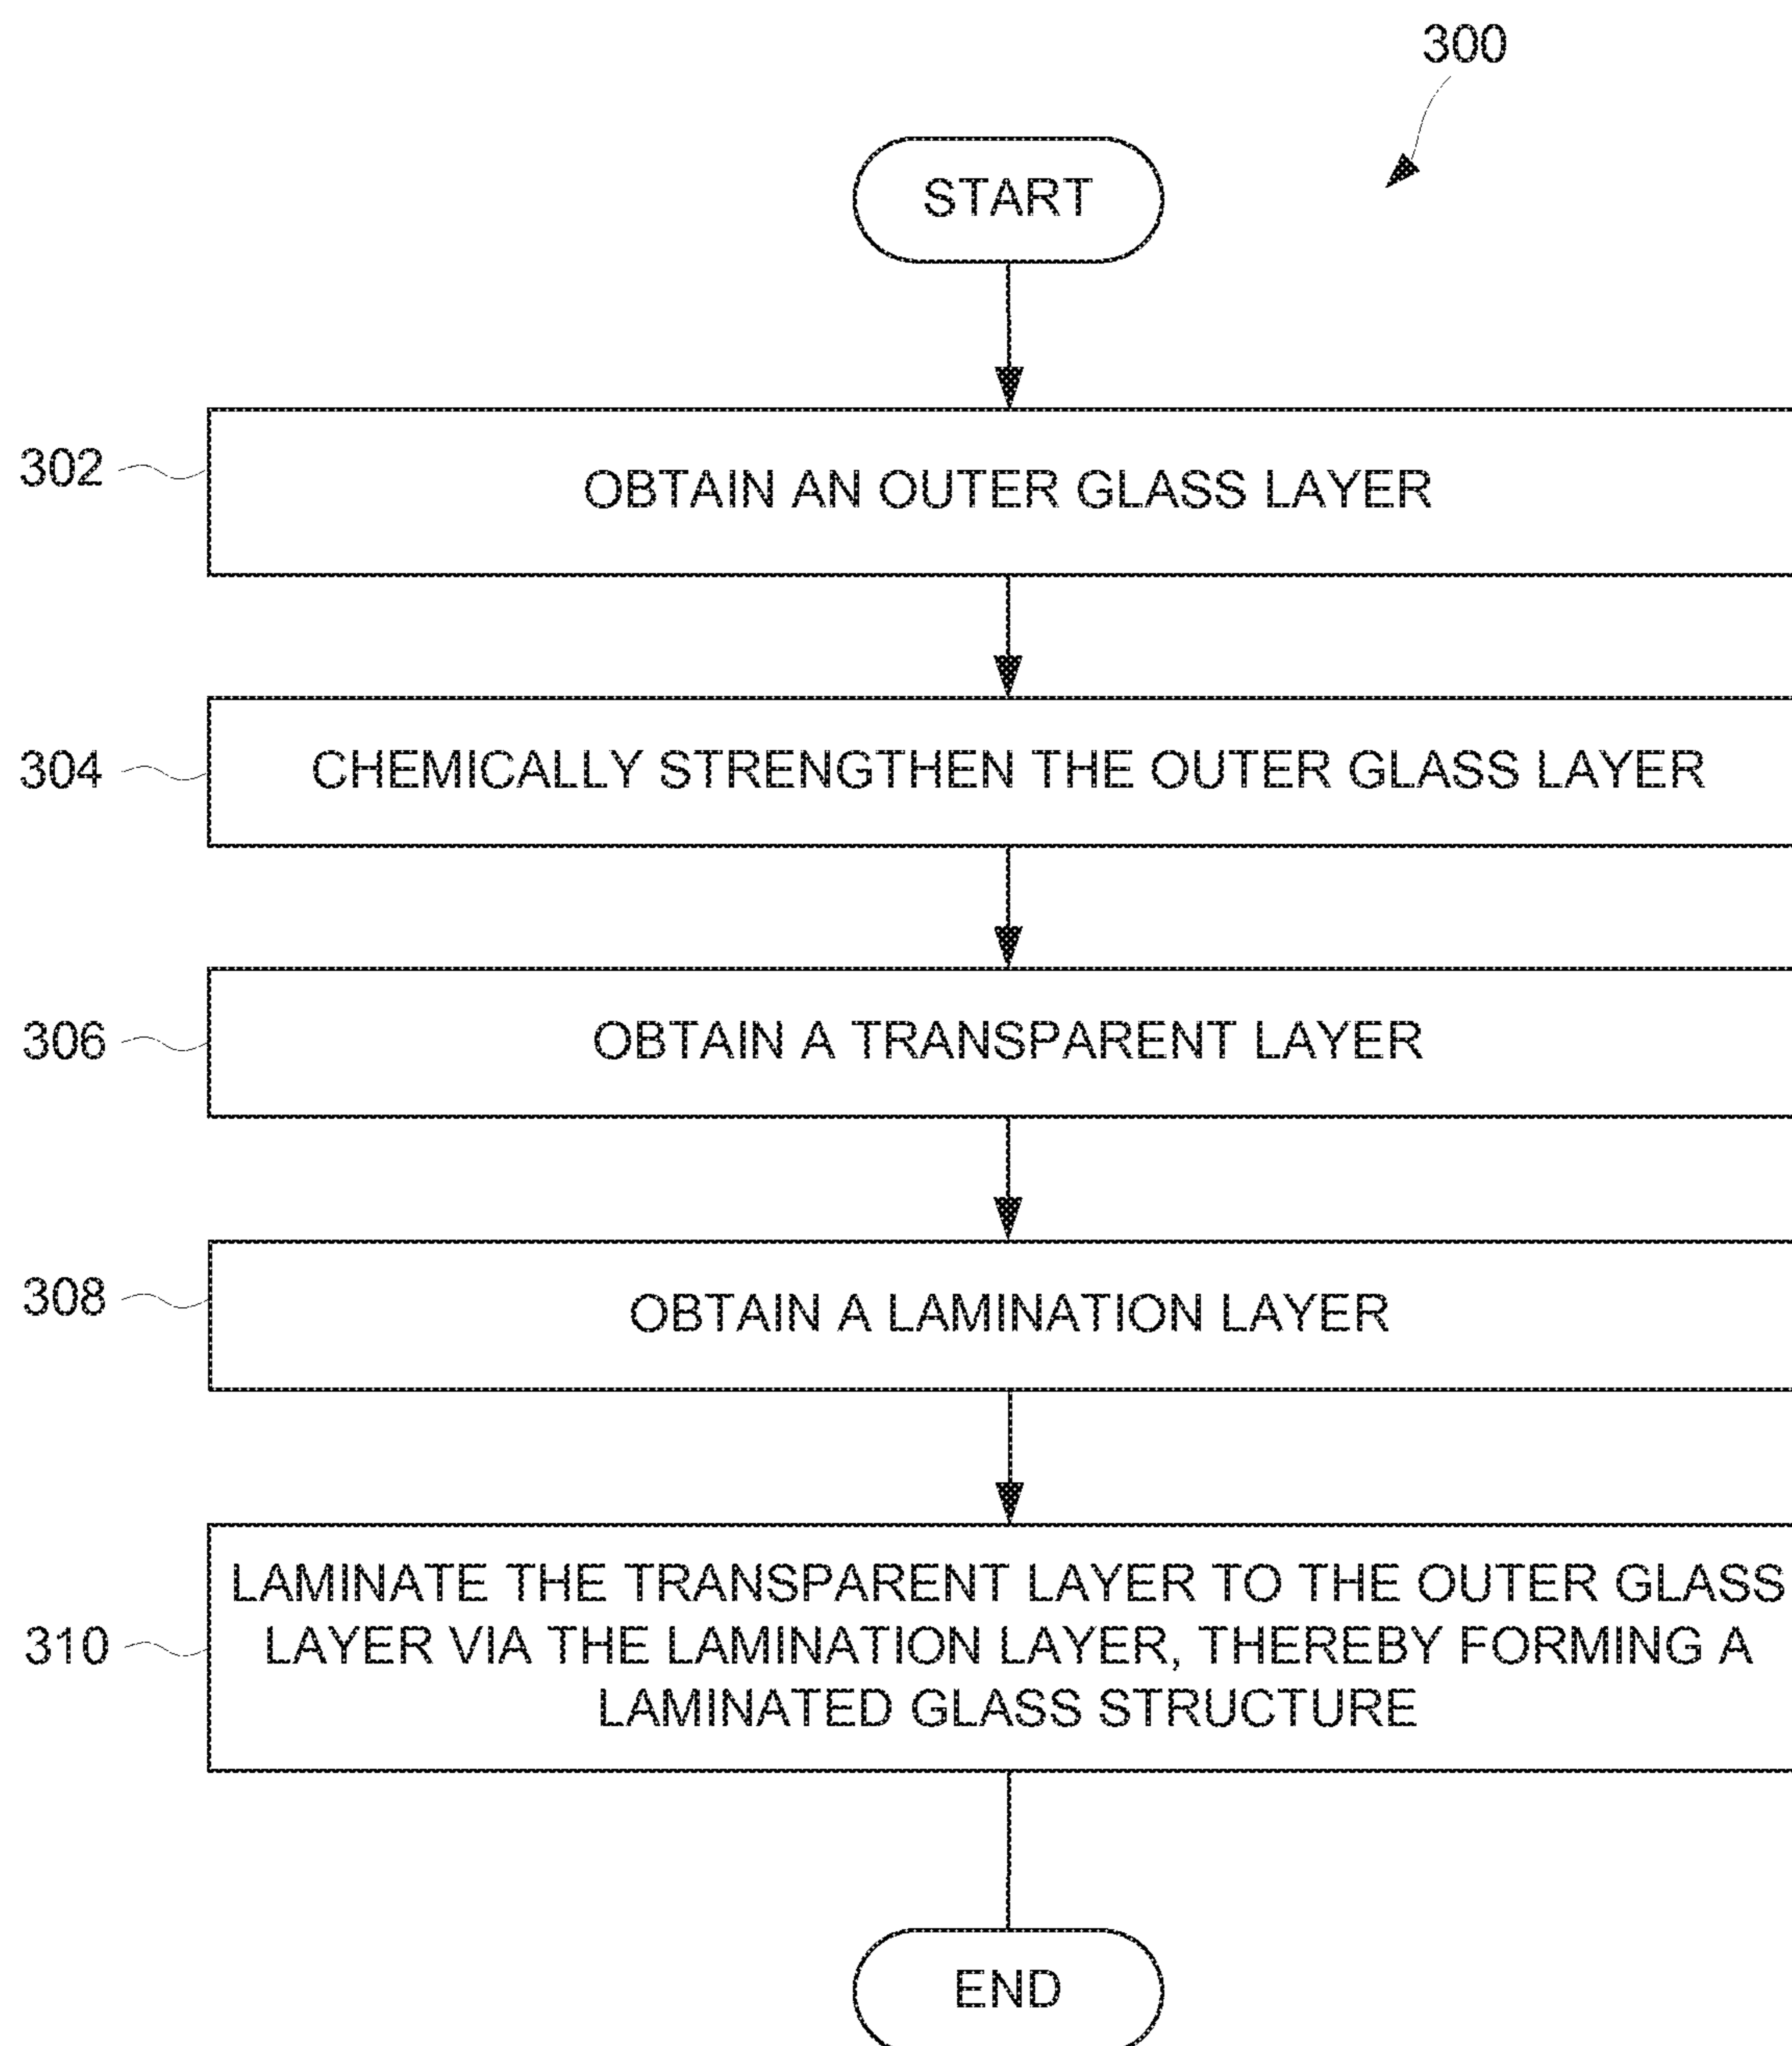 300
START
302
OBTAIN AN OUTER GLASS LAYER
304
CHEMICALLY STRENGTHEN THE OUTER GLASS LAYER
306
OBTAIN A TRANSPARENT LAYER
308
OBTAIN A LAMINATION LAYER
310
LAMINATE THE TRANSPARENT LAYER TO THE OUTER GLASS
LAYER VIA THE LAMINATION LAYER, THEREBY FORMING A
LAMINATED GLASS STRUCTURE
END